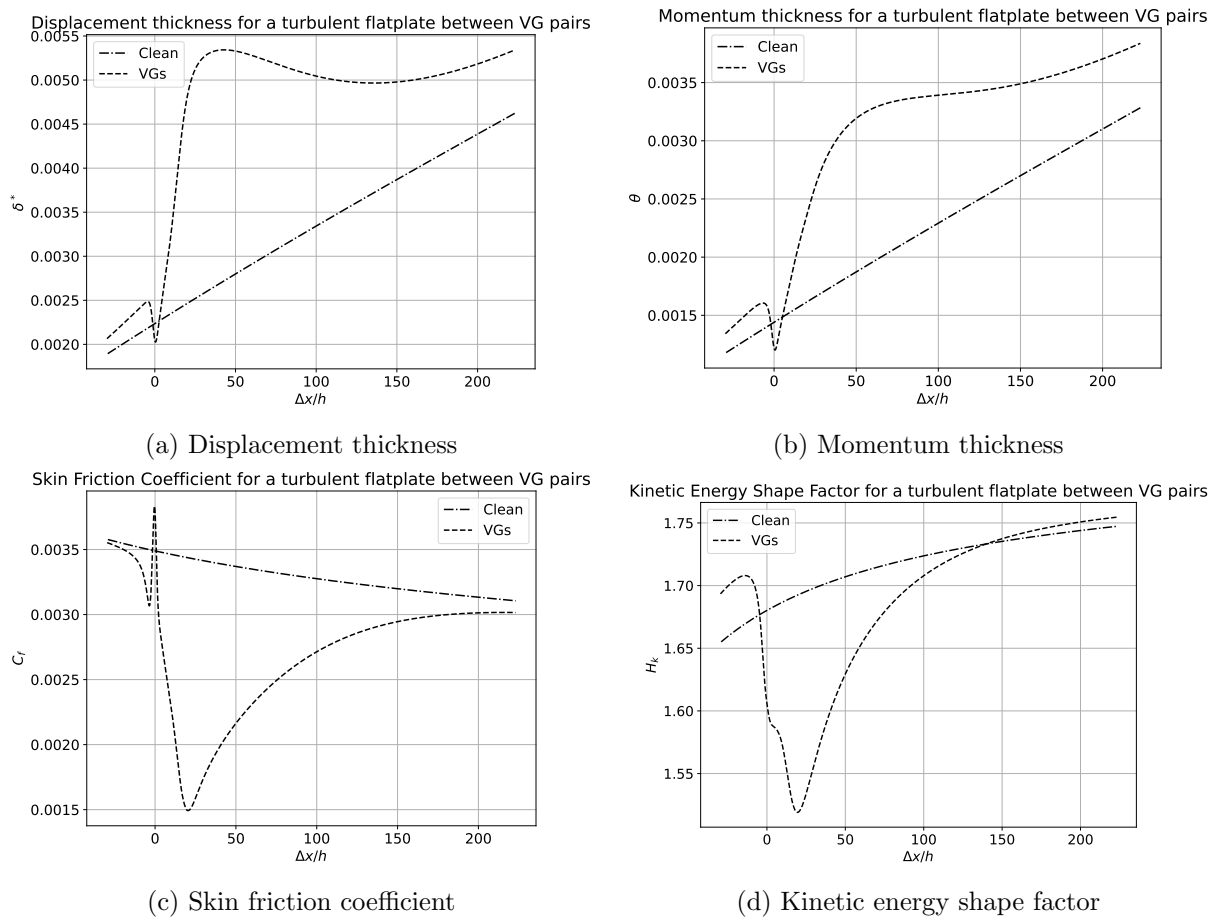 Displacement thickness for a turbulent flatplate between VG pairs
Clean
VGs
0.0055
0.0050
0.0045
0.0040
0.0035
0.0030
0.0025
0.0020
δ*
0 50 100 150 200
Δx/h
(a) Displacement thickness
Momentum thickness for a turbulent flatplate between VG pairs
Clean
VGs
0.0035
0.0030
0.0025
0.0020
0.0015
θ
0 50 100 150 200
Δx/h
(b) Momentum thickness
Skin Friction Coefficient for a turbulent flatplate between VG pairs
Clean
VGs
0.0035
0.0030
0.0025
0.0020
0.0015
C_f
0 50 100 150 200
Δx/h
(c) Skin friction coefficient
Kinetic Energy Shape Factor for a turbulent flatplate between VG pairs
Clean
VGs
1.75
1.70
1.65
1.60
1.55
H_k
0 50 100 150 200
Δx/h
(d) Kinetic energy shape factor